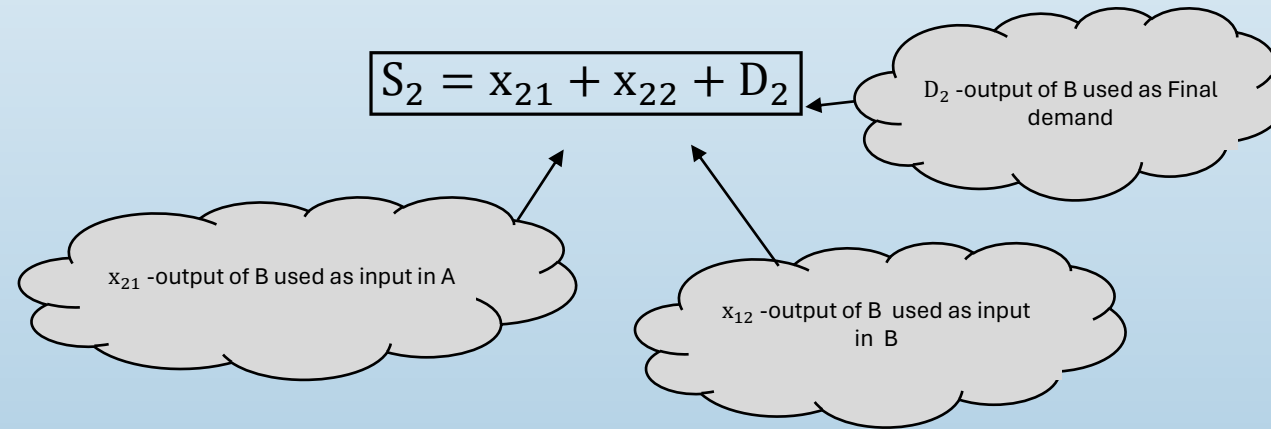 S₂ = x₂₁ + x₂₂ + D₂
D₂ -output of B used as Final
demand
x₂₁ -output of B used as input in A
x₁₂ -output of B used as input
in B